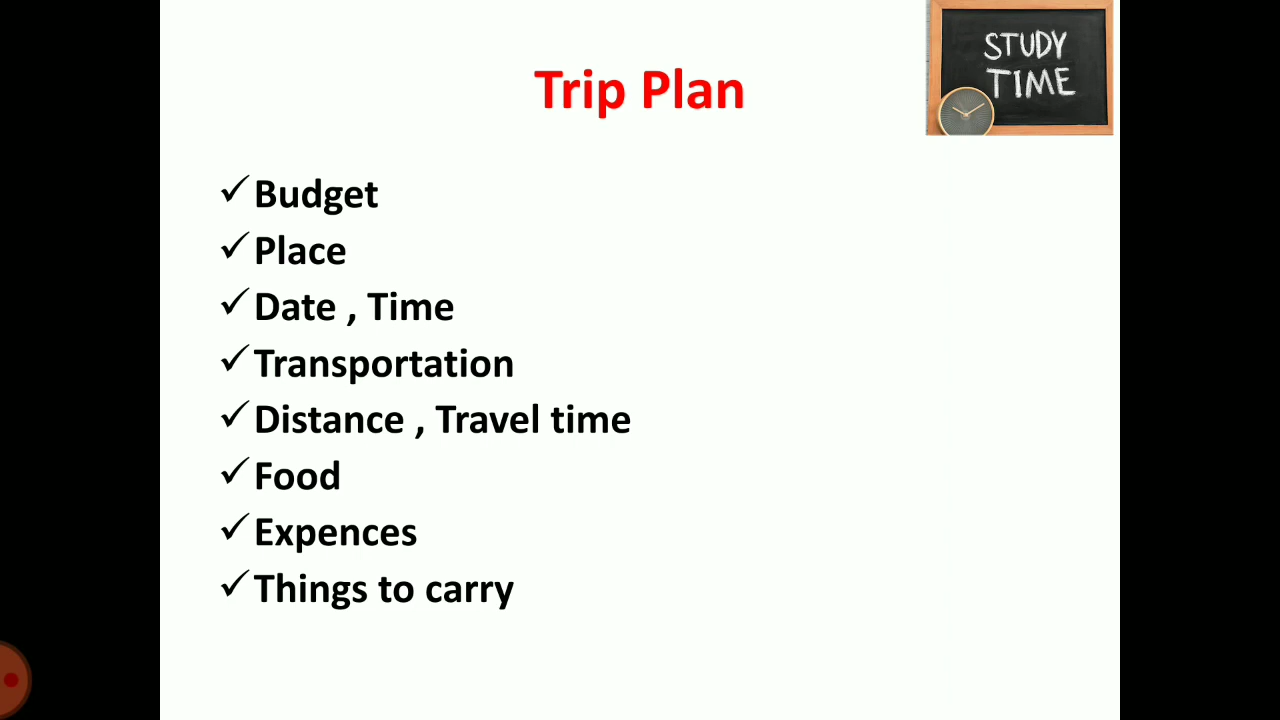 STUDY
TIME
Trip Plan
Budget
Place
Date , Time
Transportation
Distance , Travel time
Food
Expences
Things to carry